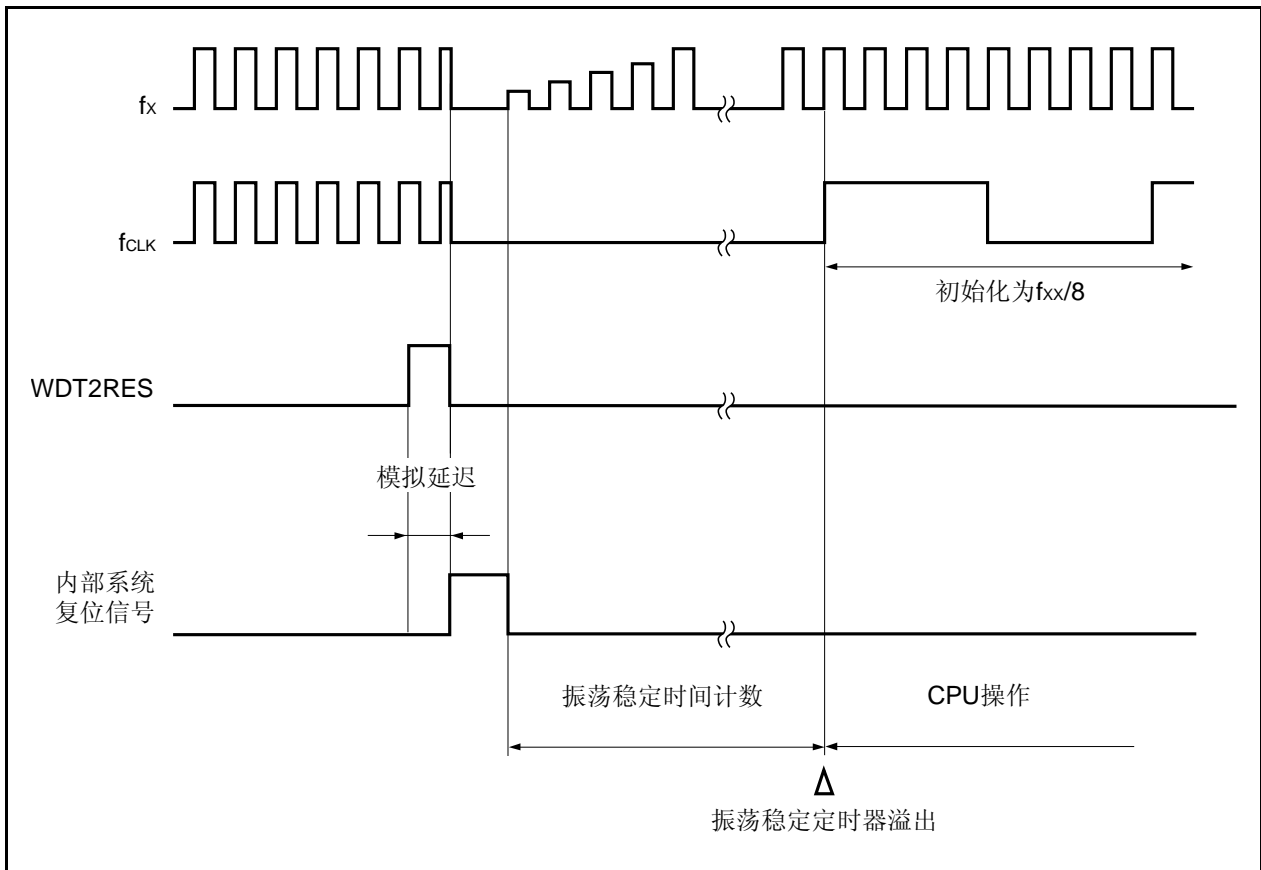 fX
fCLK
初始化为fXX/8
WDT2RES
模拟延迟
内部系统
复位信号
振荡稳定时间计数
CPU操作
振荡稳定定时器溢出